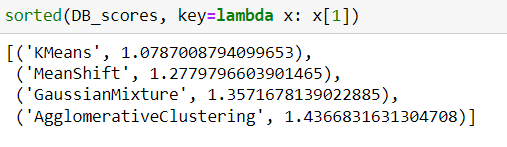 sorted(DB_scores, key=lambda x: x[1])
[('KMeans', 1.0787008794099653),
('MeanShift', 1.2779796603901465),
('GaussianMixture', 1.3571678139022885),
('AgglomerativeClustering', 1.4366831631304708)]